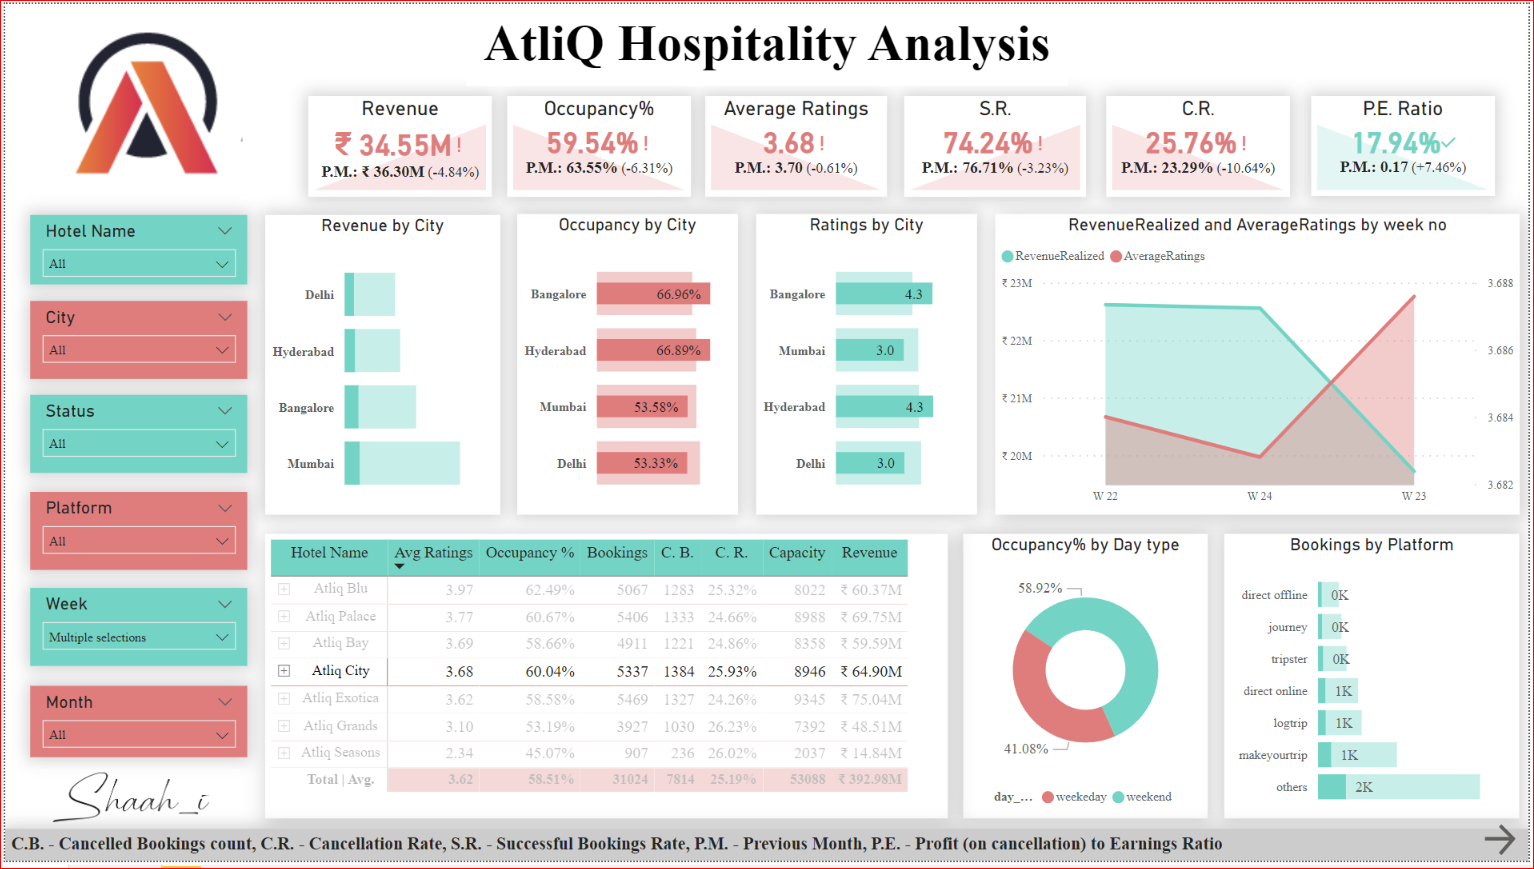 AtliQ Hospitality Analysis
Revenue
₹ 34.55M !
P.M.: ₹ 36.30M (-4.84%)
Occupancy%
59.54% !
P.M.: 63.55% (-6.31%)
Average Ratings
3.68 !
P.M.: 3.70 (-0.61%)
S.R.
74.24% !
P.M.: 76.71% (-3.23%)
C.R.
25.76% !
P.M.: 23.29% (-10.64%)
P.E. Ratio
17.94%
P.M.: 0.17 (+7.46%)
Hotel Name
All
City
All
Status
All
Platform
All
Week
Multiple selections
Month
All
Shaah_i
Revenue by City
Delhi
Hyderabad
Bangalore
Mumbai
Occupancy by City
Bangalore 66.96%
Hyderabad 66.89%
Mumbai 53.58%
Delhi 53.33%
Ratings by City
Bangalore 4.3
Mumbai 3.0
Hyderabad 4.3
Delhi 3.0
RevenueRealized and AverageRatings by week no
RevenueRealized AverageRatings
₹ 23M 3.688
₹ 22M 3.686
₹ 21M 3.684
₹ 20M 3.682
W 22 W 24 W 23
Hotel Name Avg Ratings Occupancy % Bookings C. B. C. R. Capacity Revenue
Atliq Blu 3.97 62.49% 5067 1283 25.32% 8022 ₹ 60.37M
Atliq Palace 3.77 60.67% 5406 1333 24.66% 8988 ₹ 69.75M
Atliq Bay 3.69 58.66% 4911 1221 24.86% 8358 ₹ 59.59M
Atliq City 3.68 60.04% 5337 1384 25.93% 8946 ₹ 64.90M
Atliq Exotica 3.62 58.58% 5469 1327 24.26% 9345 ₹ 75.04M
Atliq Grands 3.10 53.19% 3927 1030 26.23% 7392 ₹ 48.51M
Atliq Seasons 2.34 45.07% 907 236 26.02% 2037 ₹ 14.84M
Total | Avg. 3.62 58.51% 31024 7814 25.19% 53088 ₹ 392.98M
Occupancy% by Day type
58.92%
41.08%
day_... weekeday weekend
Bookings by Platform
direct offline 0K
journey 0K
tripster 0K
direct online 1K
logtrip 1K
makeyourtrip 1K
others 2K
C.B. - Cancelled Bookings count, C.R. - Cancellation Rate, S.R. - Successful Bookings Rate, P.M. - Previous Month, P.E. - Profit (on cancellation) to Earnings Ratio